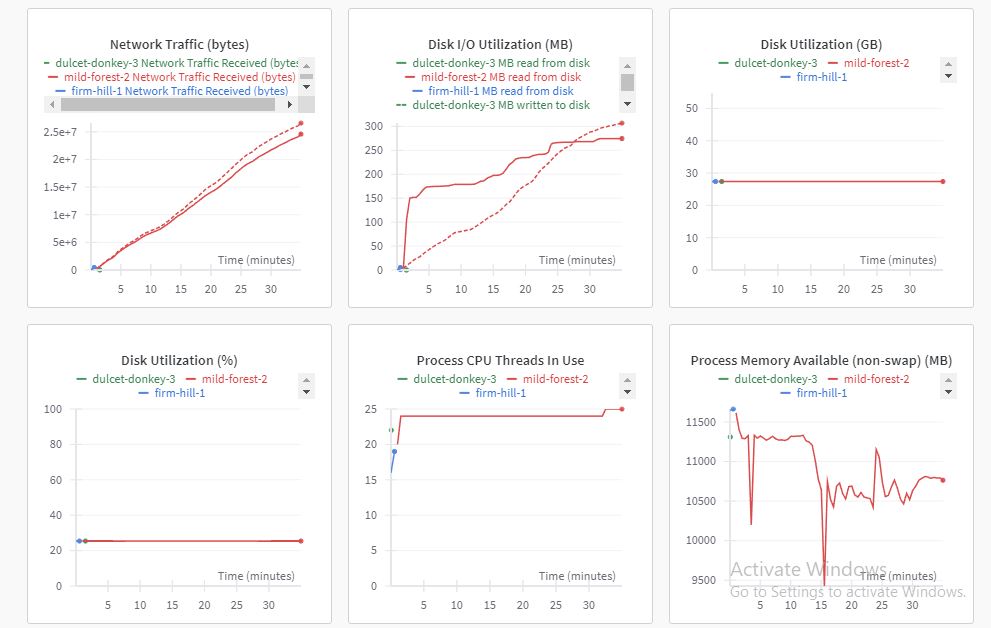 Network Traffic (bytes)
dulcet-donkey-3 Network Traffic Received (bytes
mild-forest-2 Network Traffic Received (bytes)
firm-hill-1 Network Traffic Received (bytes)
2.5e+7
2e+7
1.5e+7
1e+7
5e+6
0
Time (minutes)
5 10 15 20 25 30
Disk I/O Utilization (MB)
dulcet-donkey-3 MB read from disk
mild-forest-2 MB read from disk
firm-hill-1 MB read from disk
dulcet-donkey-3 MB written to disk
300
250
200
150
100
50
0
Time (minutes)
5 10 15 20 25 30
Disk Utilization (GB)
dulcet-donkey-3 mild-forest-2
firm-hill-1
50
40
30
20
10
0
Time (minutes)
5 10 15 20 25 30
Disk Utilization (%)
dulcet-donkey-3 mild-forest-2
firm-hill-1
100
80
60
40
20
0
Time (minutes)
5 10 15 20 25 30
Process CPU Threads In Use
dulcet-donkey-3 mild-forest-2
firm-hill-1
25
20
15
10
5
0
Time (minutes)
5 10 15 20 25 30
Process Memory Available (non-swap) (MB)
dulcet-donkey-3 mild-forest-2
firm-hill-1
11500
11000
10500
10000
9500
Time (minutes)
5 10 15 20 25 30
Activate Windows
Go to Settings to activate Windows.